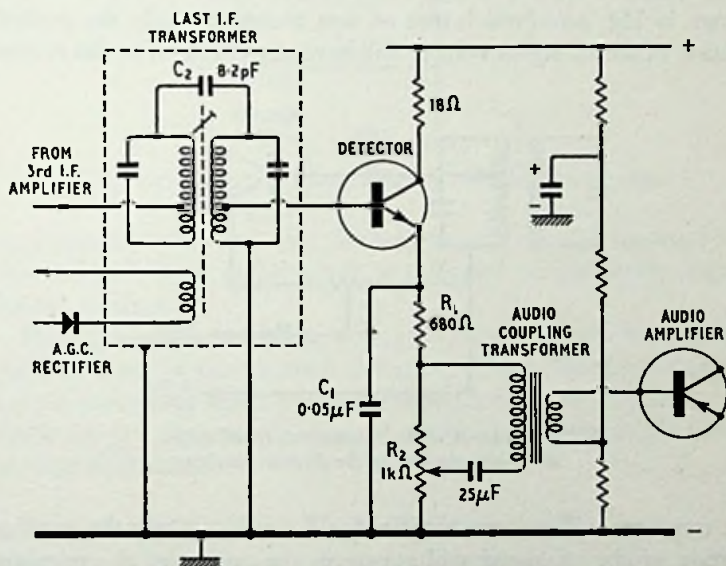 LAST I.F.
TRANSFORMER
C2 8·2pF
FROM
3rd I.F.
AMPLIFIER
A.G.C.
RECTIFIER
18Ω
DETECTOR
+
+
R1
680Ω
C1
0·05μF
R2
1kΩ
25μF
AUDIO
COUPLING
TRANSFORMER
AUDIO
AMPLIFIER
−